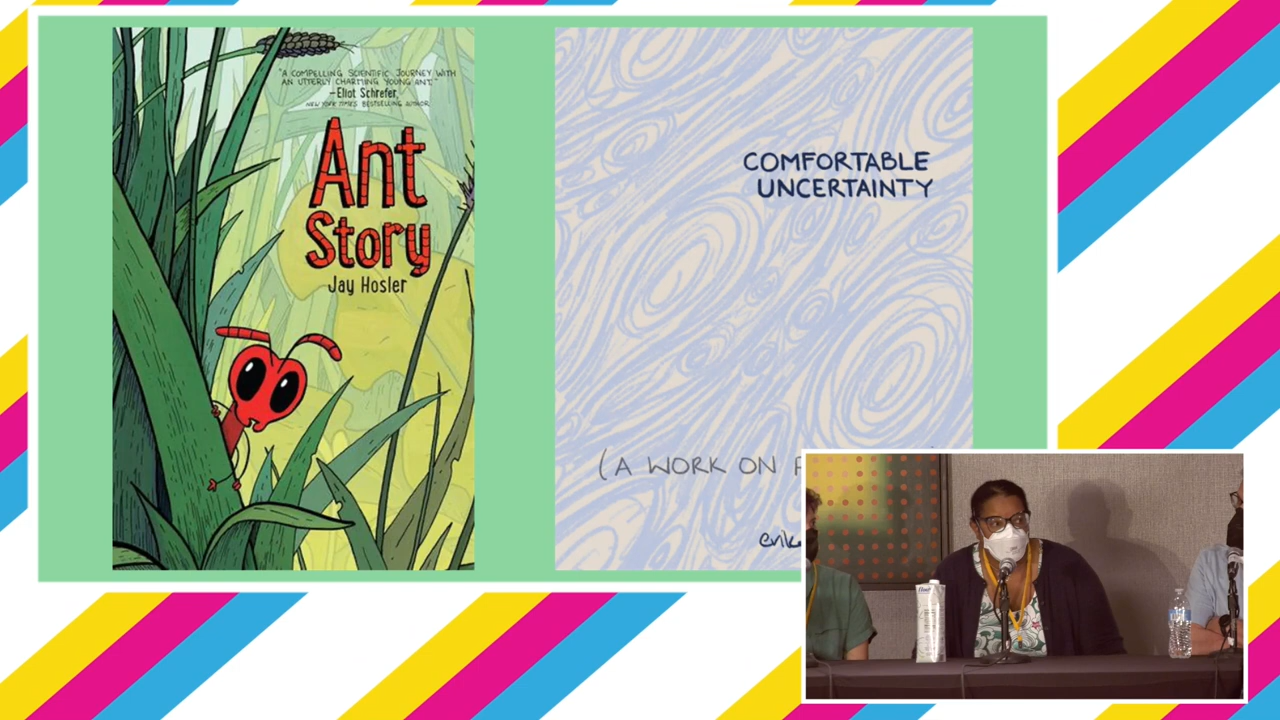 "A COMPELLING SCIENTIFIC JOURNEY WITH
AN UTTERLY CHARMING YOUNG ANT."
—Eliot Schrefer,
NEW YORK TIMES BESTSELLING AUTHOR
Ant
Story
Jay Hosler
COMFORTABLE
UNCERTAINTY
(A WORK ON